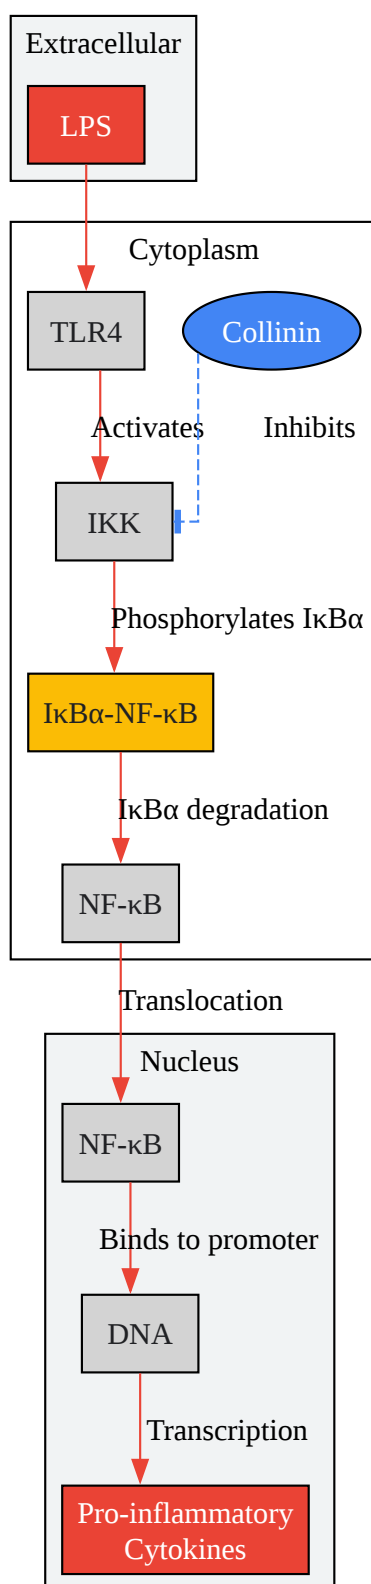 Extracellular
LPS
Cytoplasm
TLR4
Collinin
Activates
Inhibits
IKK
Phosphorylates IκBα
IκBα-NF-κB
IκBα degradation
NF-κB
Translocation
Nucleus
NF-κB
Binds to promoter
DNA
Transcription
Pro-inflammatory
Cytokines